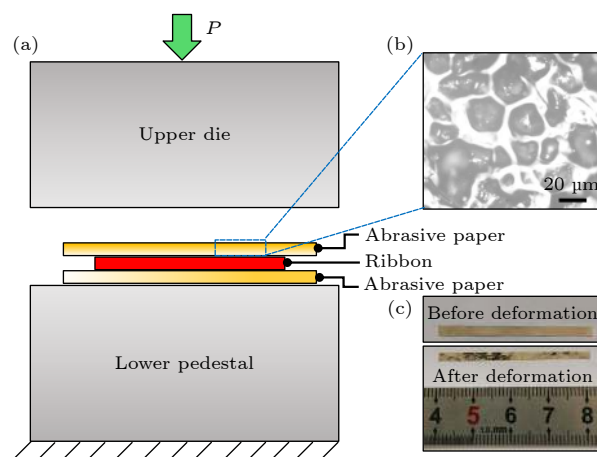 (a)
P
Upper die
Abrasive paper
Ribbon
Abrasive paper
Lower pedestal
(b)
20 µm
(c)
Before deformation
After deformation
4 5 6 7 8